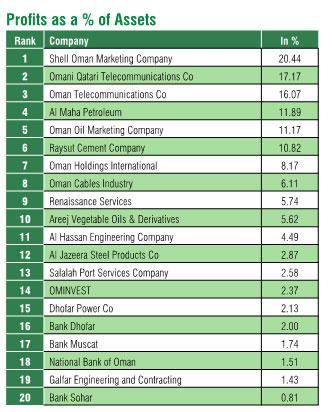 Profits as a % of Assets
Rank Company In %
1 Shell Oman Marketing Company 20.44
2 Omani Qatari Telecommunications Co 17.17
3 Oman Telecommunications Co 16.07
4 Al Maha Petroleum 11.89
5 Oman Oil Marketing Company 11.17
6 Raysut Cement Company 10.82
7 Oman Holdings International 8.17
8 Oman Cables Industry 6.11
9 Renaissance Services 5.74
10 Areej Vegetable Oils & Derivatives 5.62
11 Al Hassan Engineering Company 4.49
12 Al Jazeera Steel Products Co 2.87
13 Salalah Port Services Company 2.58
14 OMINVEST 2.37
15 Dhofar Power Co 2.13
16 Bank Dhofar 2.00
17 Bank Muscat 1.74
18 National Bank of Oman 1.51
19 Galfar Engineering and Contracting 1.43
20 Bank Sohar 0.81